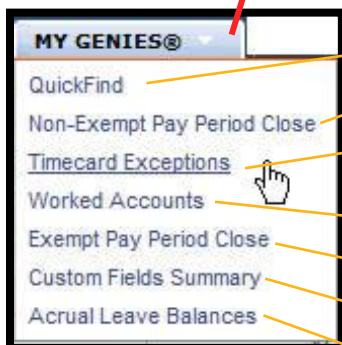 MY GENIES®
QuickFind
Non-Exempt Pay Period Close
Timecard Exceptions
Worked Accounts
Exempt Pay Period Close
Custom Fields Summary
Acrual Leave Balances